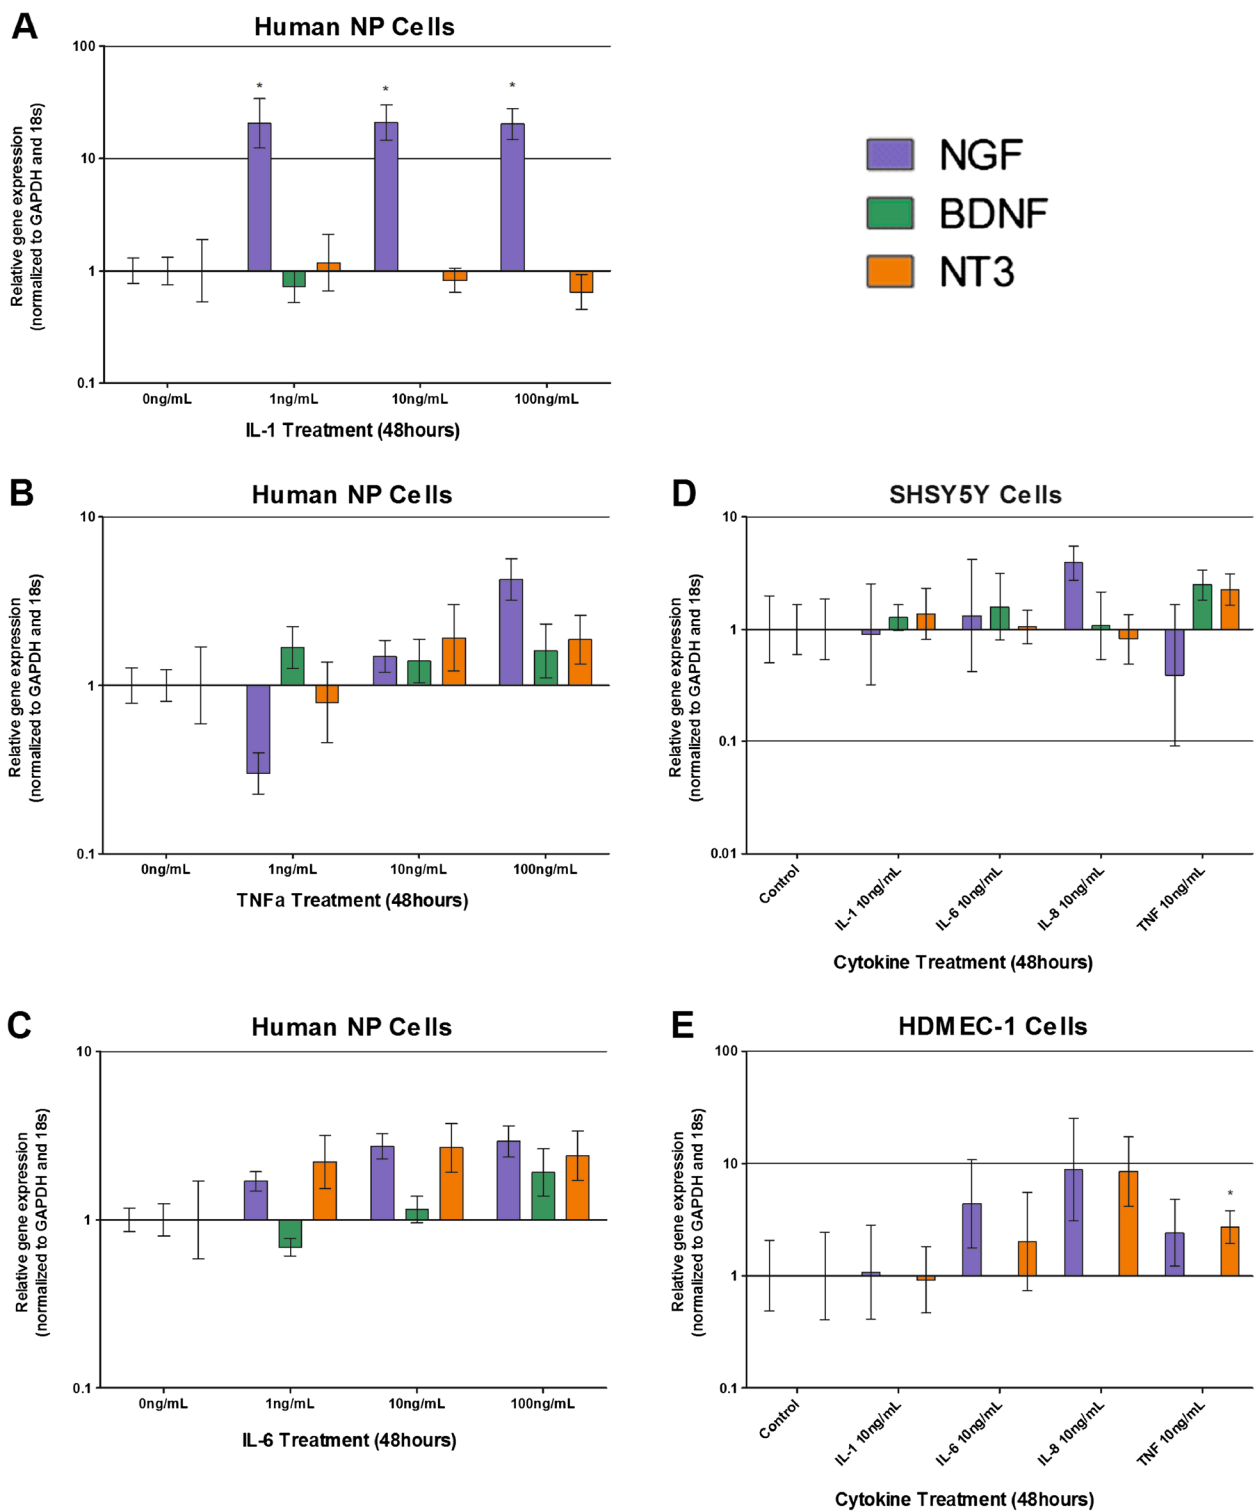 A
Human NP Cells
Relative gene expression
(normalized to GAPDH and 18s)
100
10
1
0.1
*
*
*
0ng/mL
1ng/mL
10ng/mL
100ng/mL
IL-1 Treatment (48hours)
NGF
BDNF
NT3
B
Human NP Cells
Relative gene expression
(normalized to GAPDH and 18s)
10
1
0.1
0ng/mL
1ng/mL
10ng/mL
100ng/mL
TNFa Treatment (48hours)
D
SHSY5Y Cells
Relative gene expression
(normalized to GAPDH and 18s)
10
1
0.1
0.01
Control
IL-1 10ng/mL
IL-6 10ng/mL
IL-8 10ng/mL
TNF 10ng/mL
Cytokine Treatment (48hours)
C
Human NP Cells
Relative gene expression
(normalized to GAPDH and 18s)
10
1
0.1
0ng/mL
1ng/mL
10ng/mL
100ng/mL
IL-6 Treatment (48hours)
E
HDMEC-1 Cells
Relative gene expression
(normalized to GAPDH and 18s)
100
10
1
0.1
*
Control
IL-1 10ng/mL
IL-6 10ng/mL
IL-8 10ng/mL
TNF 10ng/mL
Cytokine Treatment (48hours)